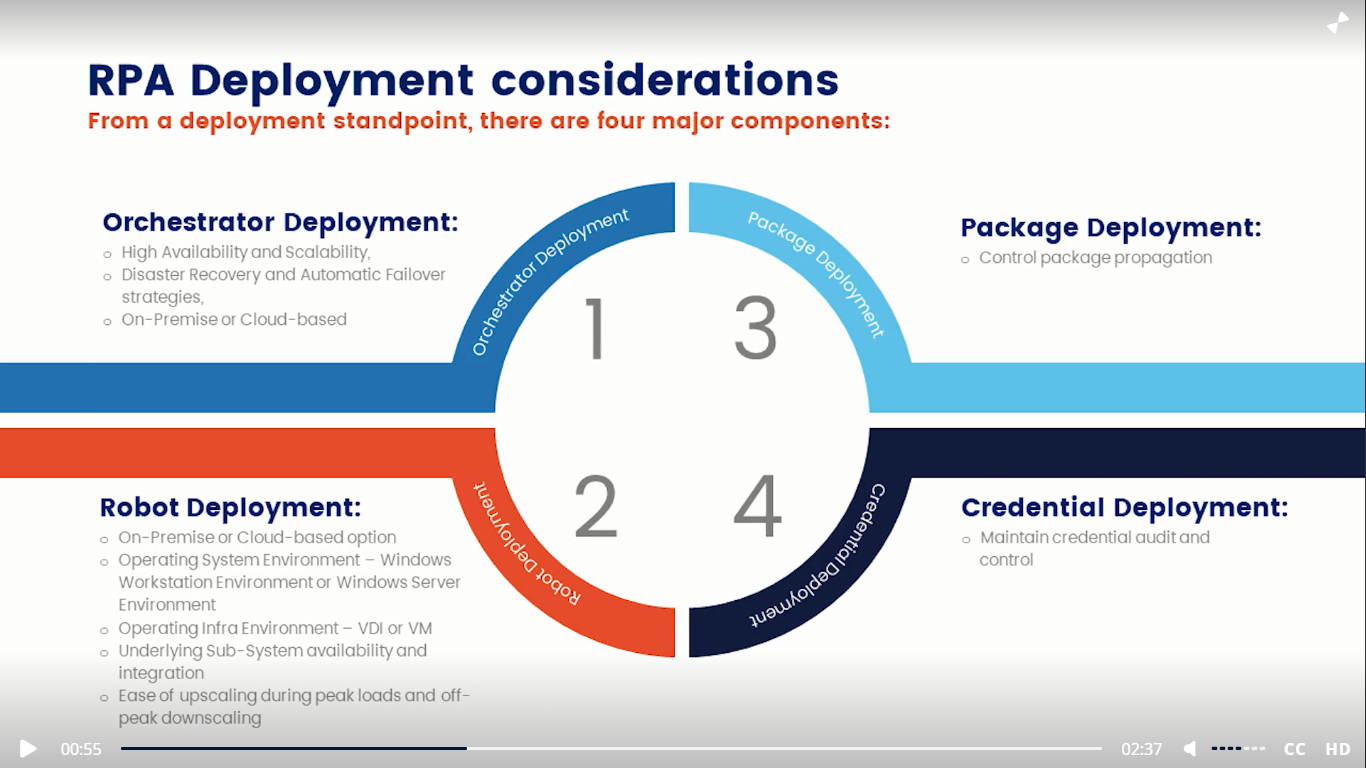 RPA Deployment considerations
From a deployment standpoint, there are four major components:
Orchestrator Deployment:
o High Availability and Scalability,
o Disaster Recovery and Automatic Failover
strategies,
o On-Premise or Cloud-based
Orchestrator Deployment
1
Package Deployment
3
Package Deployment:
o Control package propagation
Robot Deployment:
o On-Premise or Cloud-based option
o Operating System Environment – Windows
Workstation Environment or Windows Server
Environment
o Operating Infra Environment – VDI or VM
o Underlying Sub-System availability and
integration
o Ease of upscaling during peak loads and off-
peak downscaling
Robot Deployment
2
Credential Deployment
4
Credential Deployment:
o Maintain credential audit and
control
00:55
02:37
CC
HD